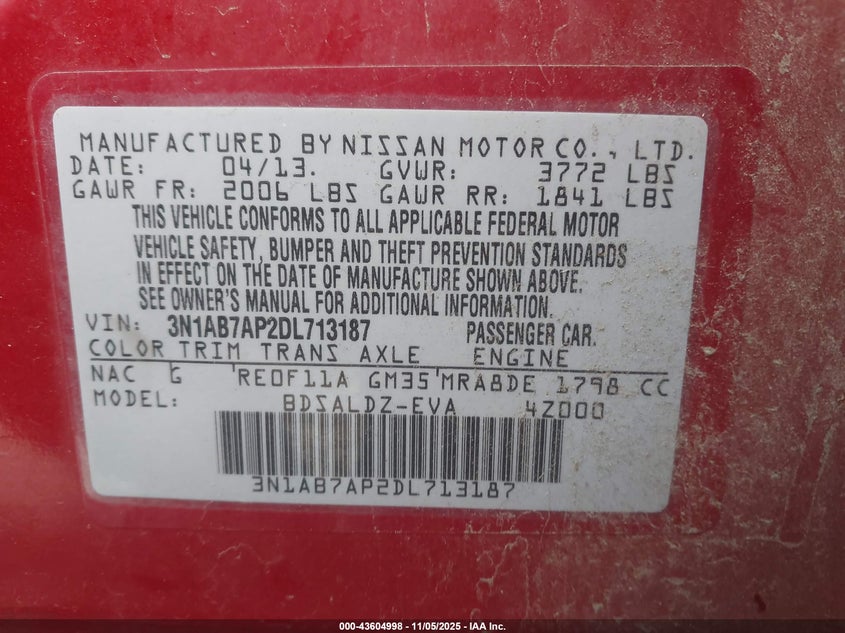 MANUFACTURED BY NISSAN MOTOR CO., LTD.
DATE: 04/13. GVWR: 3772 LBS
GAWR FR: 2006 LBS GAWR RR: 1841 LBS
THIS VEHICLE CONFORMS TO ALL APPLICABLE FEDERAL MOTOR
VEHICLE SAFETY, BUMPER AND THEFT PREVENTION STANDARDS
IN EFFECT ON THE DATE OF MANUFACTURE SHOWN ABOVE.
SEE OWNER'S MANUAL FOR ADDITIONAL INFORMATION.
VIN: 3N1AB7AP2DL713187 PASSENGER CAR.
COLOR TRIM TRANS AXLE ENGINE
NAC G RE0F11A GM35 MRA8DE 1798 CC
MODEL: BDSALDZ-EVA 4Z000
3N1AB7AP2DL713187
000-43604998 - 11/05/2025 - IAA Inc.